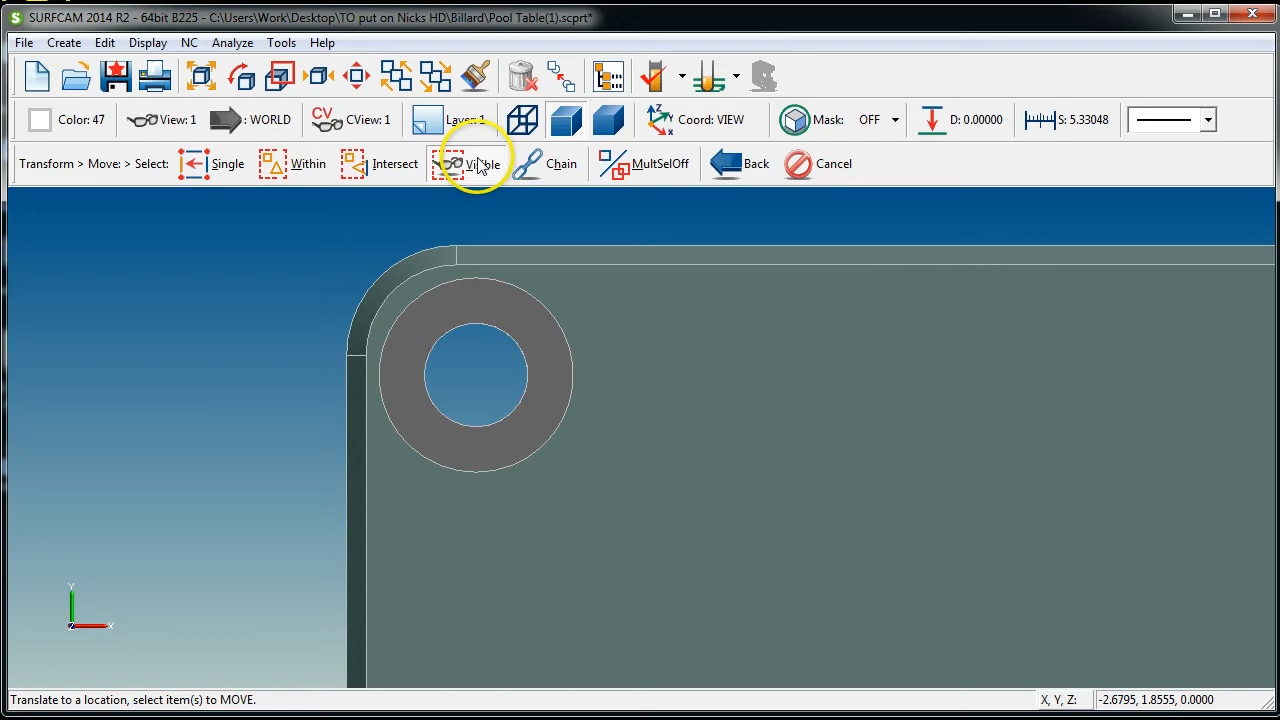 SURFCAM 2014 R2 - 64bit B225 - C:\Users\Work\Desktop\TO put on Nicks HD\Billard\Pool Table(1).scprt*
File Create Edit Display NC Analyze Tools Help
Color: 47 View: 1 : WORLD CV CView: 1 Layer: 1 Z Y X Coord: VIEW Mask: OFF D: 0.00000 S: 5.33048
Transform > Move: > Select: Single Within Intersect Visible Chain MultSelOff Back Cancel
Y
X
Translate to a location, select item(s) to MOVE. X, Y, Z: -2.6795, 1.8555, 0.0000